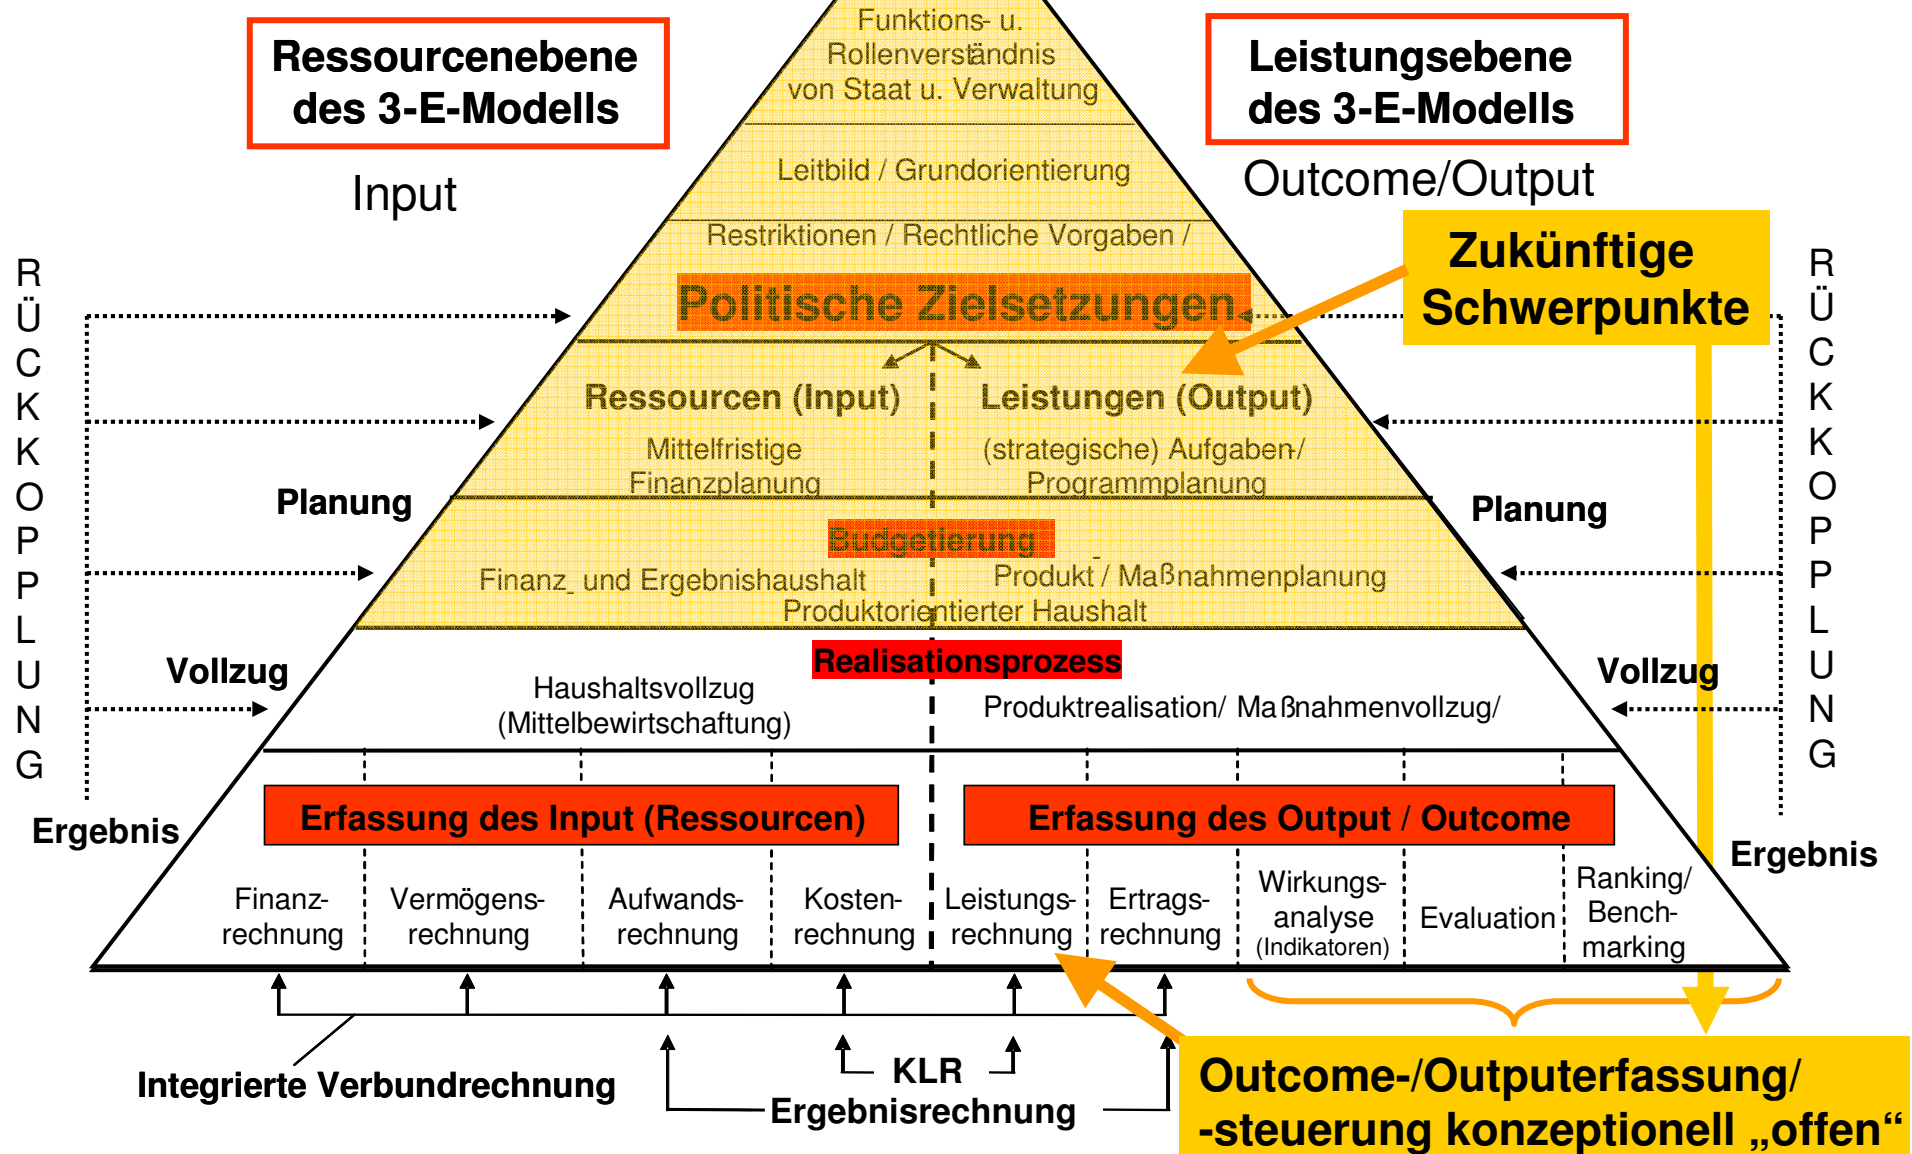 Funktions- u.
Rollenverständnis
von Staat u. Verwaltung
Ressourcenebene
des 3-E-Modells
Leistungsebene
des 3-E-Modells
Leitbild / Grundorientierung
Input
Outcome/Output
Restriktionen / Rechtliche Vorgaben /
Politische Zielsetzungen
Zukünftige
Schwerpunkte
RÜCKKOPPLUNG
RÜCKKOPPLUNG
Ressourcen (Input)
Leistungen (Output)
Mittelfristige
Finanzplanung
(strategische) Aufgaben-/
Programmplanung
Planung
Planung
Budgetierung
Finanz- und Ergebnishaushalt
Produkt-/ Maßnahmenplanung
Produktorientierter Haushalt
Realisationsprozess
Vollzug
Vollzug
Haushaltsvollzug
(Mittelbewirtschaftung)
Produktrealisation/ Maßnahmenvollzug/
Erfassung des Input (Ressourcen)
Erfassung des Output / Outcome
Ergebnis
Ergebnis
Finanz-
rechnung
Vermögens-
rechnung
Aufwands-
rechnung
Kosten-
rechnung
Leistungs-
rechnung
Ertrags-
rechnung
Wirkungs-
analyse
(Indikatoren)
Evaluation
Ranking/
Bench-
marking
Integrierte Verbundrechnung
KLR
Ergebnisrechnung
Outcome-/Outputerfassung/
-steuerung konzeptionell „offen“